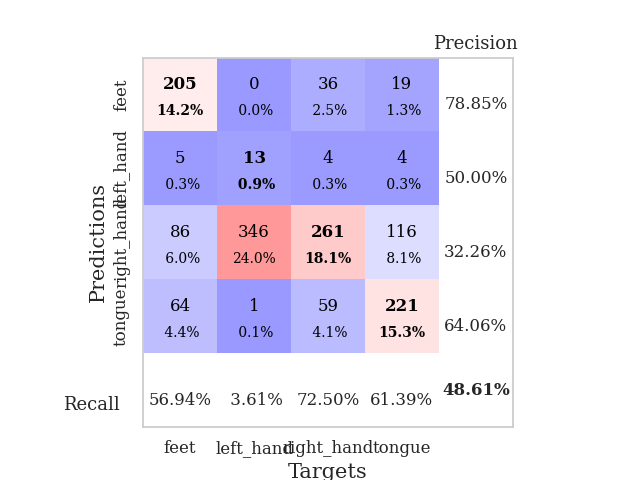 Precision
feet 205 0 36 19 78.85%
14.2% 0.0% 2.5% 1.3%
left_hand 5 13 4 4 50.00%
0.3% 0.9% 0.3% 0.3%
Predictions
right_hand 86 346 261 116 32.26%
6.0% 24.0% 18.1% 8.1%
tongue 64 1 59 221 64.06%
4.4% 0.1% 4.1% 15.3%
Recall 56.94% 3.61% 72.50% 61.39% 48.61%
feet left_hand right_hand tongue
Targets